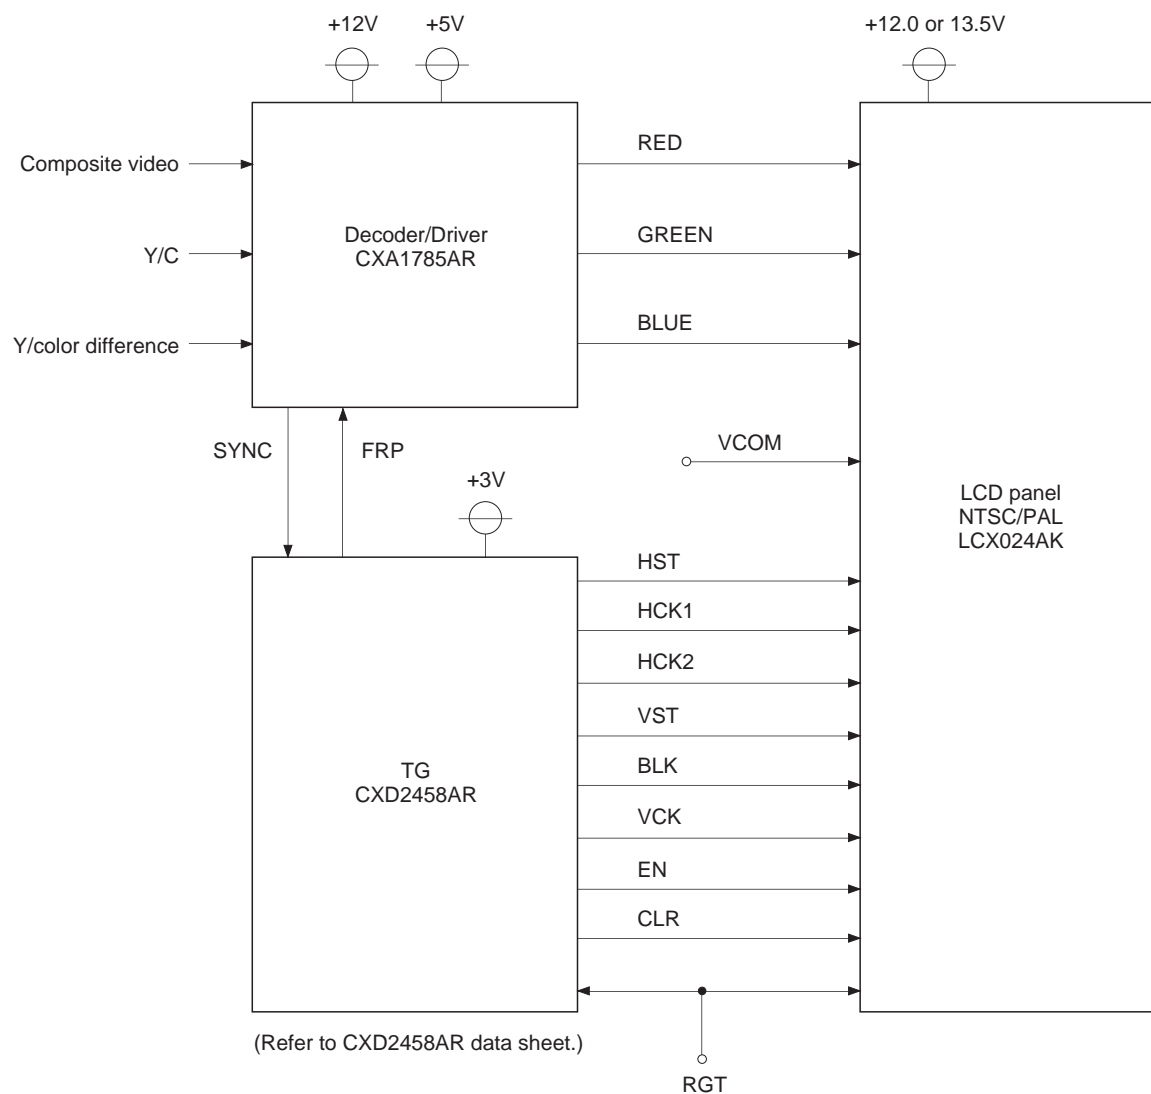 +12V
+5V
+12.0 or 13.5V
Composite video
Y/C
Y/color difference
Decoder/Driver
CXA1785AR
RED
GREEN
BLUE
SYNC
FRP
+3V
VCOM
LCD panel
NTSC/PAL
LCX024AK
TG
CXD2458AR
HST
HCK1
HCK2
VST
BLK
VCK
EN
CLR
(Refer to CXD2458AR data sheet.)
RGT